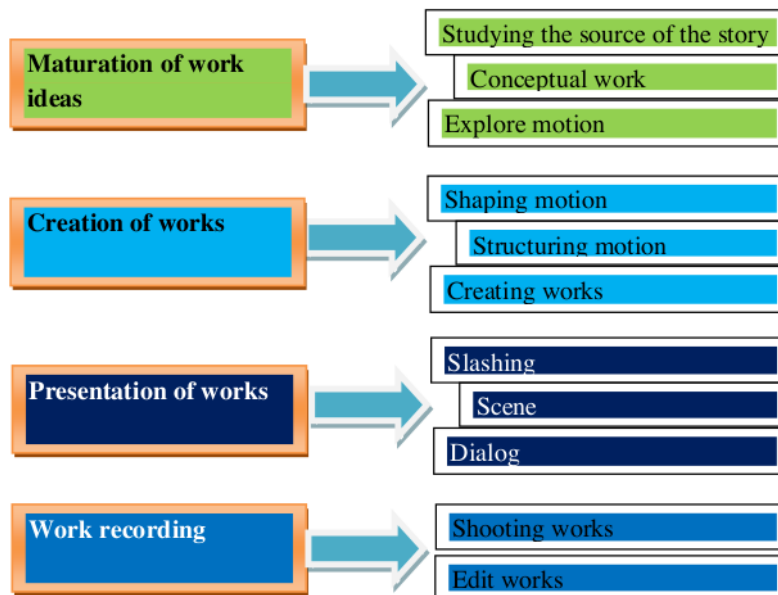 Maturation of work
ideas
Studying the source of the story
Conceptual work
Explore motion
Creation of works
Shaping motion
Structuring motion
Creating works
Presentation of works
Slashing
Scene
Dialog
Work recording
Shooting works
Edit works